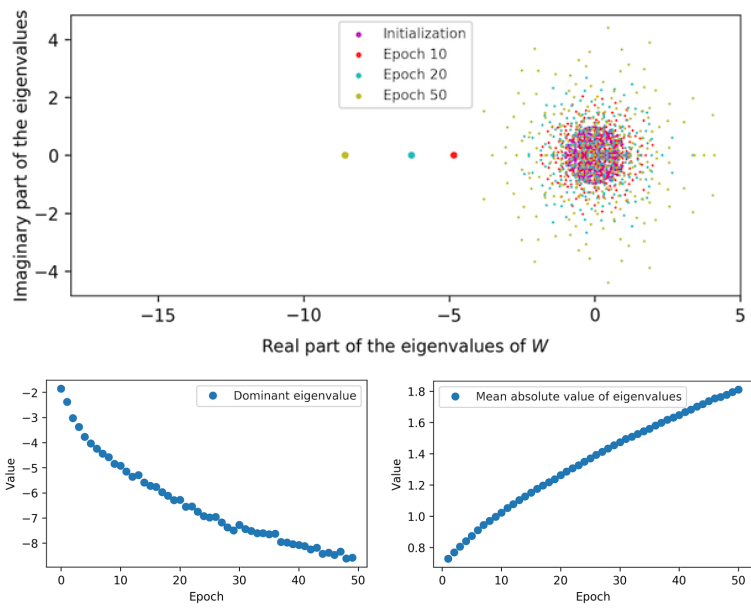 Initialization
Epoch 10
Epoch 20
Epoch 50
4
2
0
−2
−4
Imaginary part of the eigenvalues
−15
−10
−5
0
5
Real part of the eigenvalues of W
Dominant eigenvalue
−2
−3
−4
−5
−6
−7
−8
Value
0
10
20
30
40
50
Epoch
Mean absolute value of eigenvalues
1.8
1.6
1.4
1.2
1.0
0.8
Value
0
10
20
30
40
50
Epoch